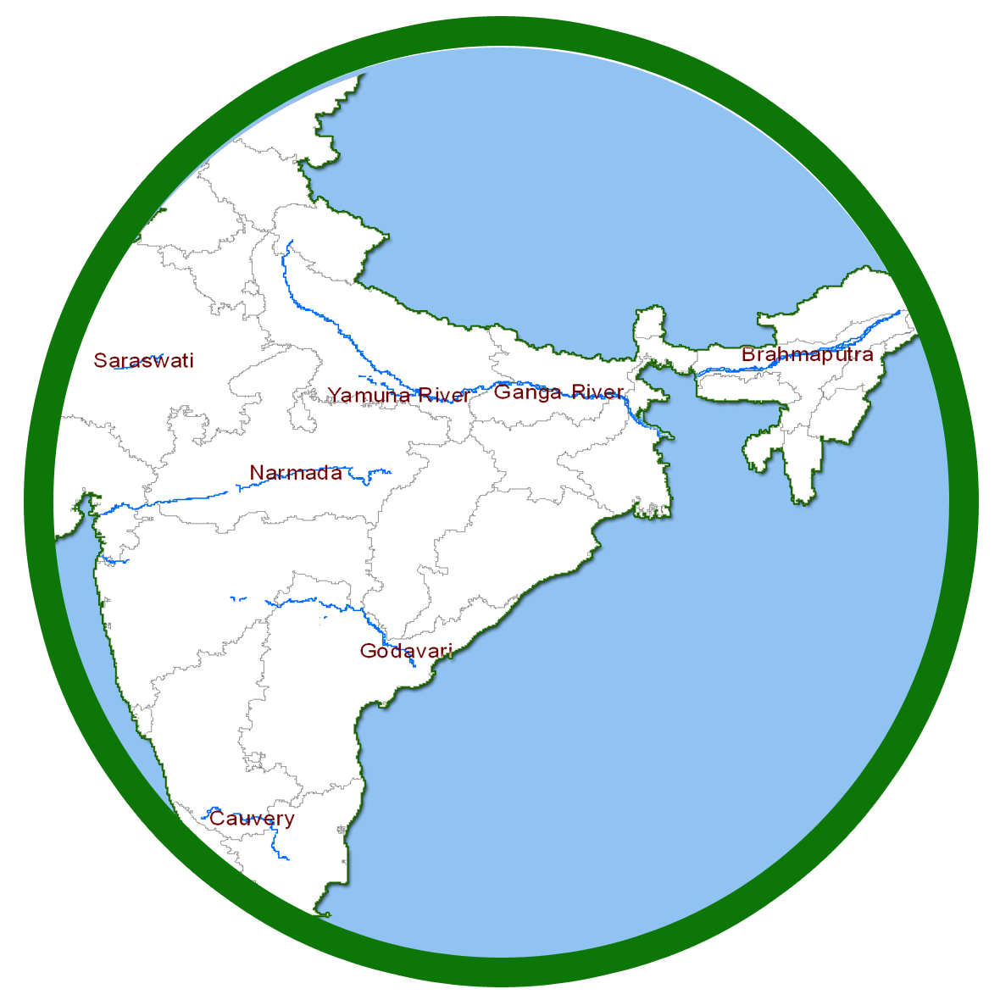 Saraswati
Brahmaputra
Yamuna River
Ganga River
Narmada
Godavari
Cauvery